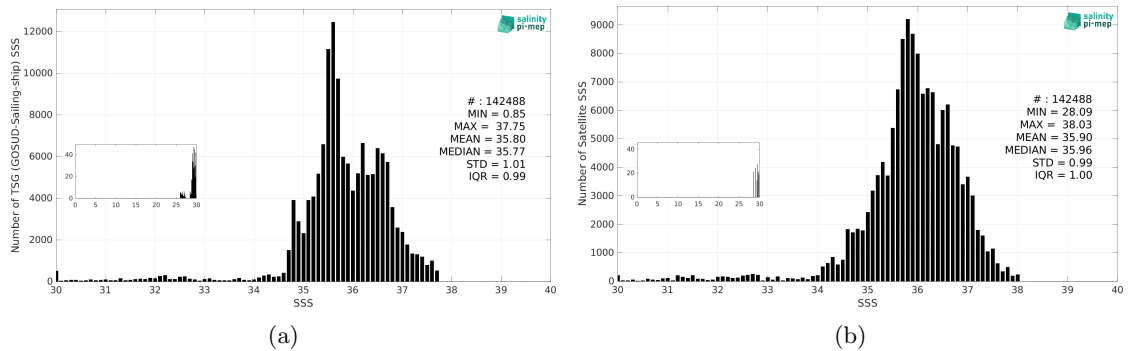 salinity
pi-mep
12000
10000
8000
6000
4000
2000
0
Number of TSG (GOSUD-Sailing-ship) SSS
# : 142488
MIN = 0.85
MAX = 37.75
MEAN = 35.80
MEDIAN = 35.77
STD = 1.01
IQR = 0.99
40
20
0
0 5 10 15 20 25 30
30 31 32 33 34 35 36 37 38 39 40
SSS
(a)
salinity
pi-mep
9000
8000
7000
6000
5000
4000
3000
2000
1000
0
Number of Satellite SSS
# : 142488
MIN = 28.09
MAX = 38.03
MEAN = 35.90
MEDIAN = 35.96
STD = 0.99
IQR = 1.00
40
20
0
0 5 10 15 20 25 30
30 31 32 33 34 35 36 37 38 39 40
SSS
(b)